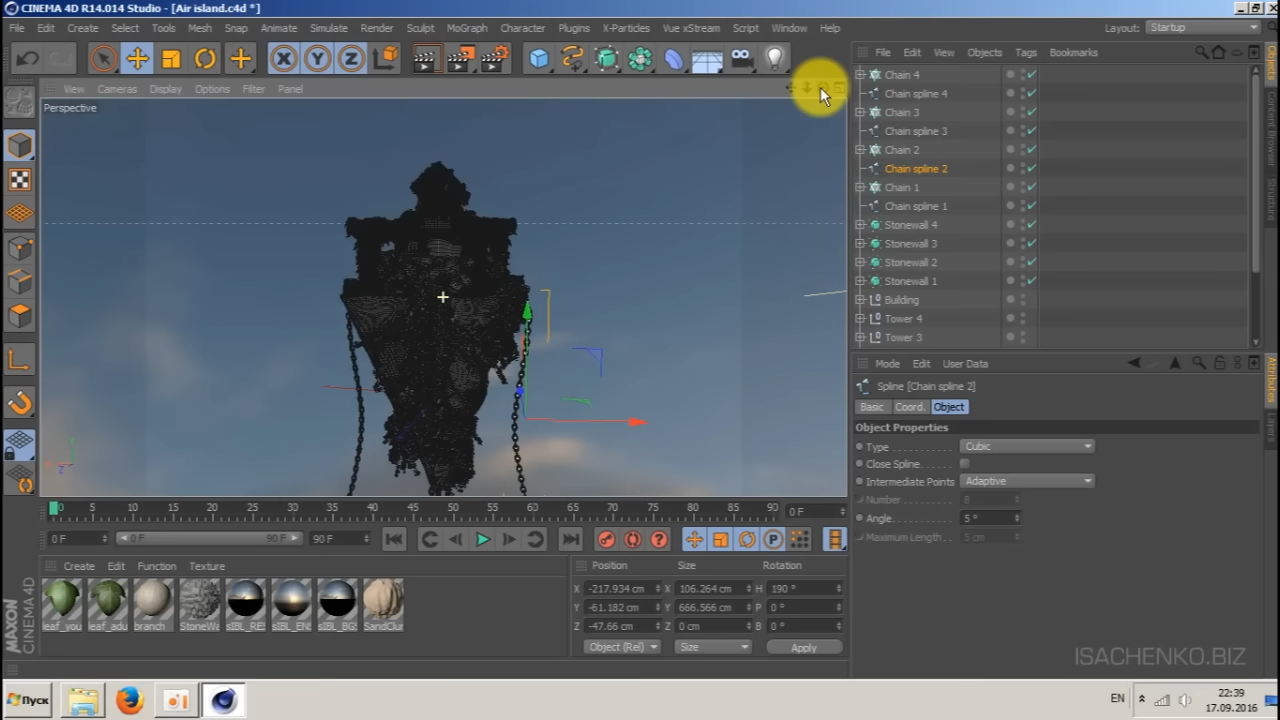 CINEMA 4D R14.014 Studio - [Air island.c4d *]
File Edit Create Select Tools Mesh Snap Animate Simulate Render Sculpt MoGraph Character Plugins X-Particles Vue xStream Script Window Help Layout: Startup
File Edit View Objects Tags Bookmarks
View Cameras Display Options Filter Panel
Perspective
Chain 4
Chain spline 4
Chain 3
Chain spline 3
Chain 2
Chain spline 2
Chain 1
Chain spline 1
Stonewall 4
Stonewall 3
Stonewall 2
Stonewall 1
Building
Tower 4
Tower 3
Objects
Content Browser
Structure
Mode Edit User Data
Spline [Chain spline 2]
Basic Coord. Object
Object Properties
Type Cubic
Close Spline
Intermediate Points Adaptive
Number 8
Angle 5 °
Maximum Length 5 cm
Attributes
Layers
0 5 10 15 20 25 30 35 40 45 50 55 60 65 70 75 80 85 90 0 F
0 F 0 F 90 F 90 F
Create Edit Function Texture
leaf_you leaf_adu branch StoneWa sIBL_RE sIBL_EN sIBL_BG SandClur
Position Size Rotation
X -217.934 cm X 106.264 cm H 190 °
Y -61.182 cm Y 666.566 cm P 0 °
Z -47.66 cm Z 0 cm B 0 °
Object (Rel) Size Apply
MAXON
CINEMA 4D
ISACHENKO.BIZ
Пуск
EN
22:39
17.09.2016